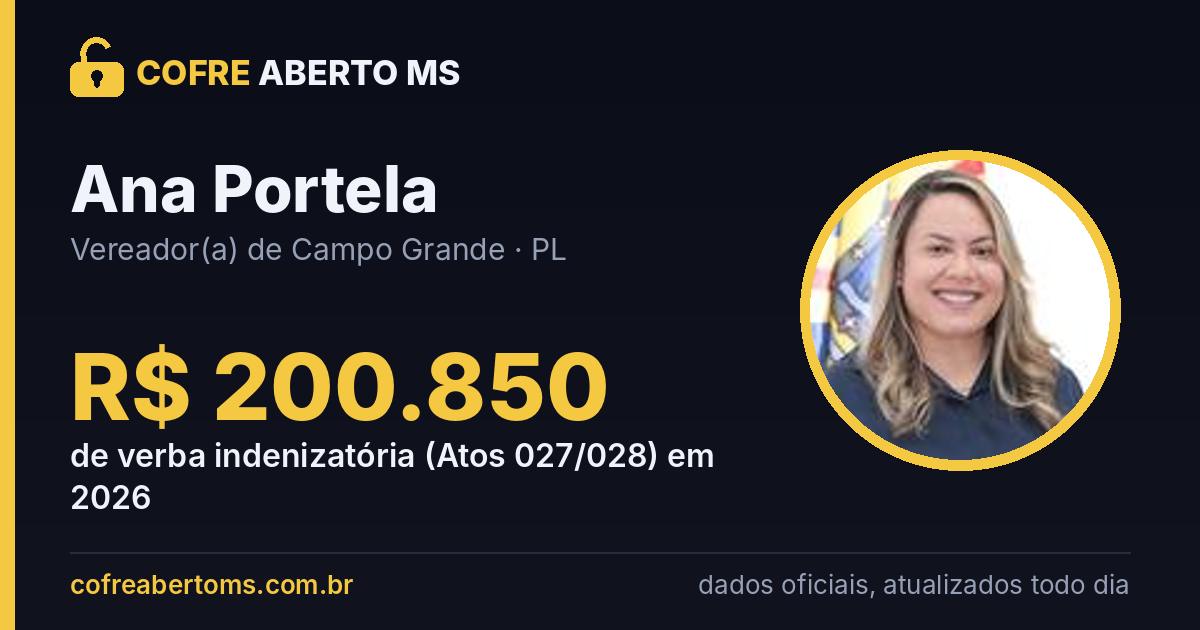 COFRE ABERTO MS
Ana Portela
Vereador(a) de Campo Grande · PL
R$ 200.850
de verba indenizatória (Atos 027/028) em
2026
cofreabertoms.com.br
dados oficiais, atualizados todo dia